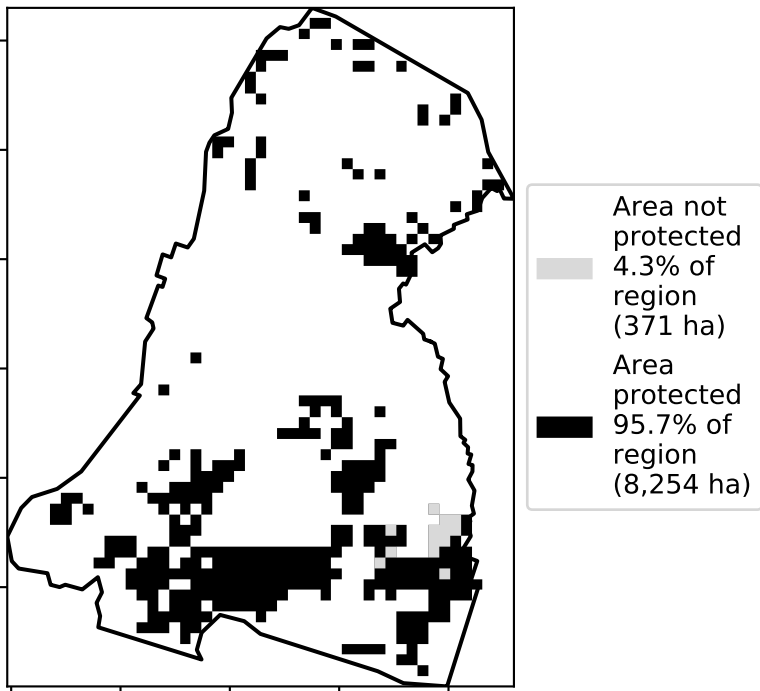 Area not
protected
4.3% of
region
(371 ha)
Area
protected
95.7% of
region
(8,254 ha)